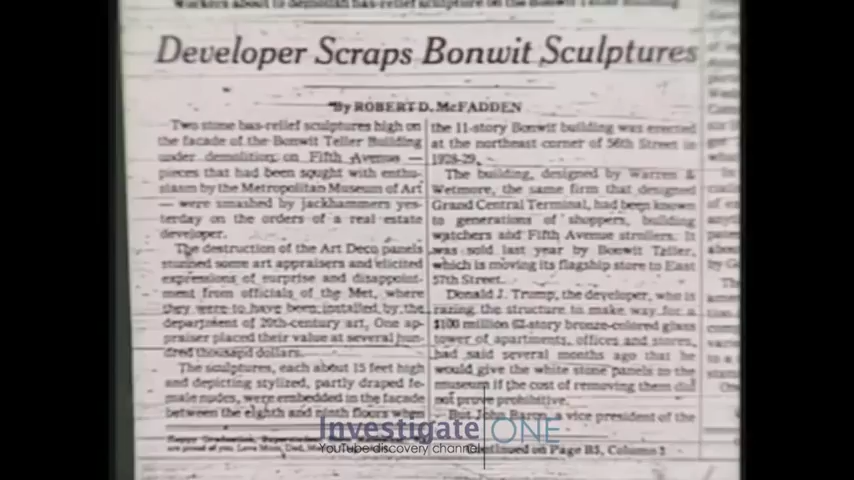 Developer Scraps Bonwit Sculptures
By ROBERT D. McFADDEN
Two stone bas-relief sculptures high on
the facade of the Bonwit Teller Building
under demolition on Fifth Avenue —
pieces that had been sought with enthu-
siasm by the Metropolitan Museum of Art
— were smashed by jackhammers yes-
terday on the orders of a real estate
developer.
The destruction of the Art Deco panels
stunned some art appraisers and elicited
expressions of surprise and disappoint-
ment from officials of the Met, where
they were to have been installed by the
department of 20th-century art. One ap-
praiser placed their value at several hun-
dred thousand dollars.
The sculptures, each about 15 feet high
and depicting stylized, partly draped fe-
male nudes, were embedded in the facade
between the eighth and ninth floors when
the 11-story Bonwit building was erected
at the northeast corner of 56th Street in
1928-29.
The building, designed by Warren &
Wetmore, the same firm that designed
Grand Central Terminal, had been known
to generations of shoppers, building
watchers and Fifth Avenue strollers. It
was sold last year by Bonwit Teller,
which is moving its flagship store to East
57th Street.
Donald J. Trump, the developer, who is
razing the structure to make way for a
$100 million 62-story bronze-colored glass
tower of apartments, offices and stores,
had said several months ago that he
would give the white stone panels to the
museum if the cost of removing them did
not prove prohibitive.
But John Baron, a vice president of the
Continued on Page B5, Column
Investigate ONE
YouTube discovery channel